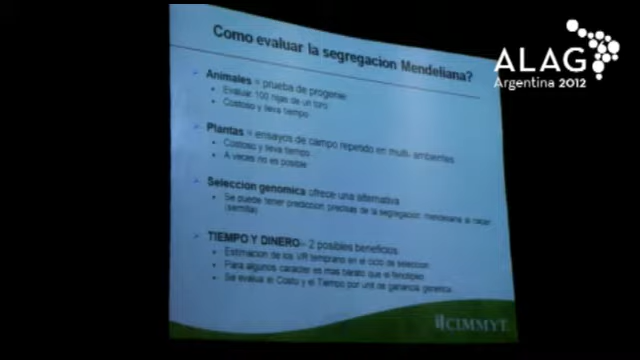 Como evaluar la segregacion Mendeliana?
Animales = prueba de progenie
Evaluar 100 hijas de un toro
Costoso y lleva tiempo
Plantas = ensayos de campo repetido en multi- ambientes
Costoso y lleva tiempo
A veces no es posible
Seleccion genomica ofrece una alternativa
Se puede tener prediccion precisas de la segregacion mendeliana al nacer
(semilla)
TIEMPO Y DINERO= 2 posibles beneficios
Estimacion de los VR temprano en el ciclo de seleccion
Para algunos caracter es mas barato que el fenotipico
Se evalua el Costo y el Tiempo por unit de ganancia genetica
CIMMYT
ALAG
Argentina 2012